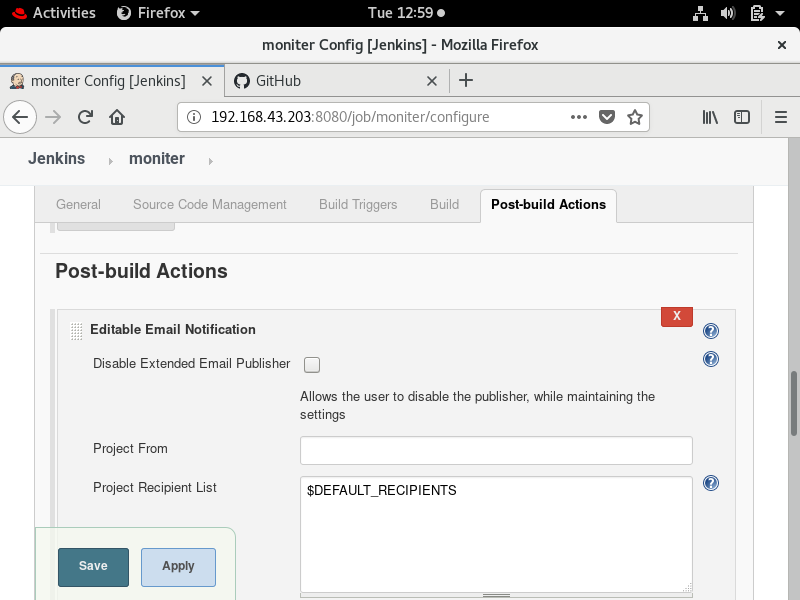 Activities Firefox Tue 12:59
moniter Config [Jenkins] - Mozilla Firefox ×
moniter Config [Jenkins] × GitHub × +
192.168.43.203:8080/job/moniter/configure
Jenkins moniter
General Source Code Management Build Triggers Build Post-build Actions
Post-build Actions
X
Editable Email Notification ?
Disable Extended Email Publisher ?
Allows the user to disable the publisher, while maintaining the
settings
Project From
Project Recipient List $DEFAULT_RECIPIENTS ?
Save Apply